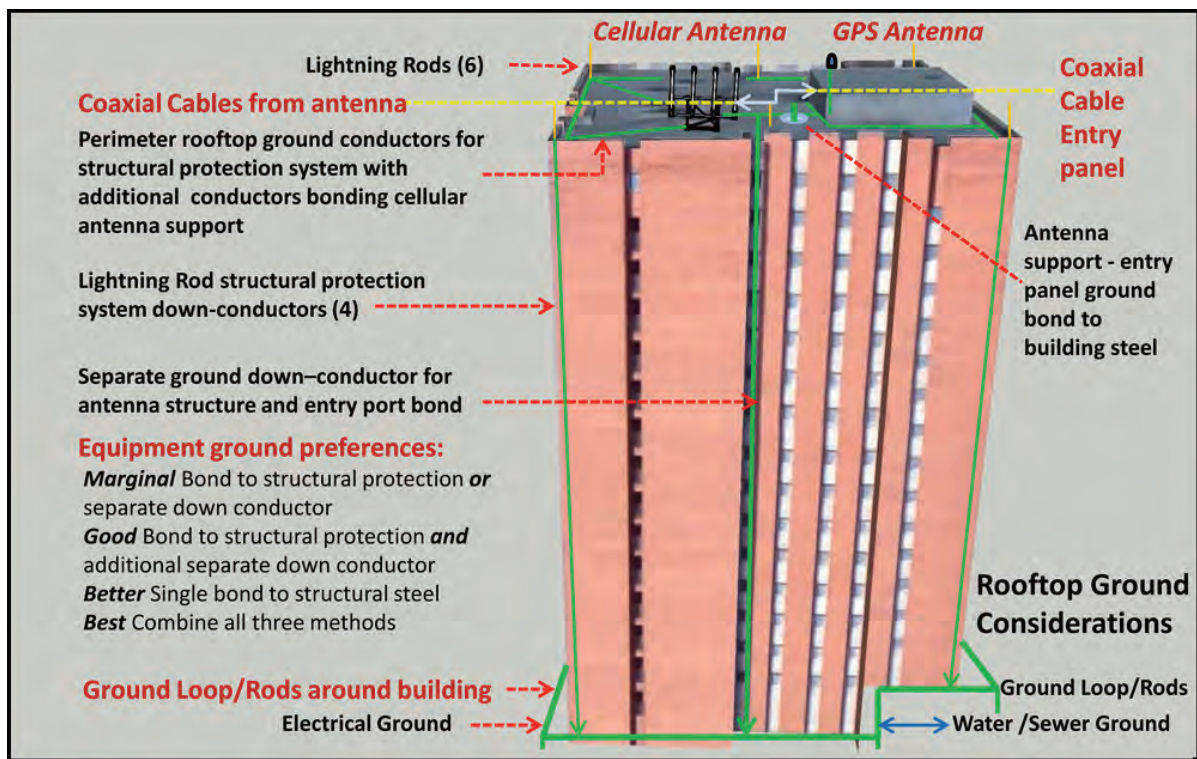 Cellular Antenna
GPS Antenna
Lightning Rods (6)
Coaxial Cables from antenna
Perimeter rooftop ground conductors for
structural protection system with
additional conductors bonding cellular
antenna support
Lightning Rod structural protection
system down-conductors (4)
Separate ground down–conductor for
antenna structure and entry port bond
Equipment ground preferences:
Marginal Bond to structural protection or
separate down conductor
Good Bond to structural protection and
additional separate down conductor
Better Single bond to structural steel
Best Combine all three methods
Ground Loop/Rods around building
Electrical Ground
Coaxial
Cable
Entry
panel
Antenna
support - entry
panel ground
bond to
building steel
Rooftop Ground
Considerations
Ground Loop/Rods
Water /Sewer Ground